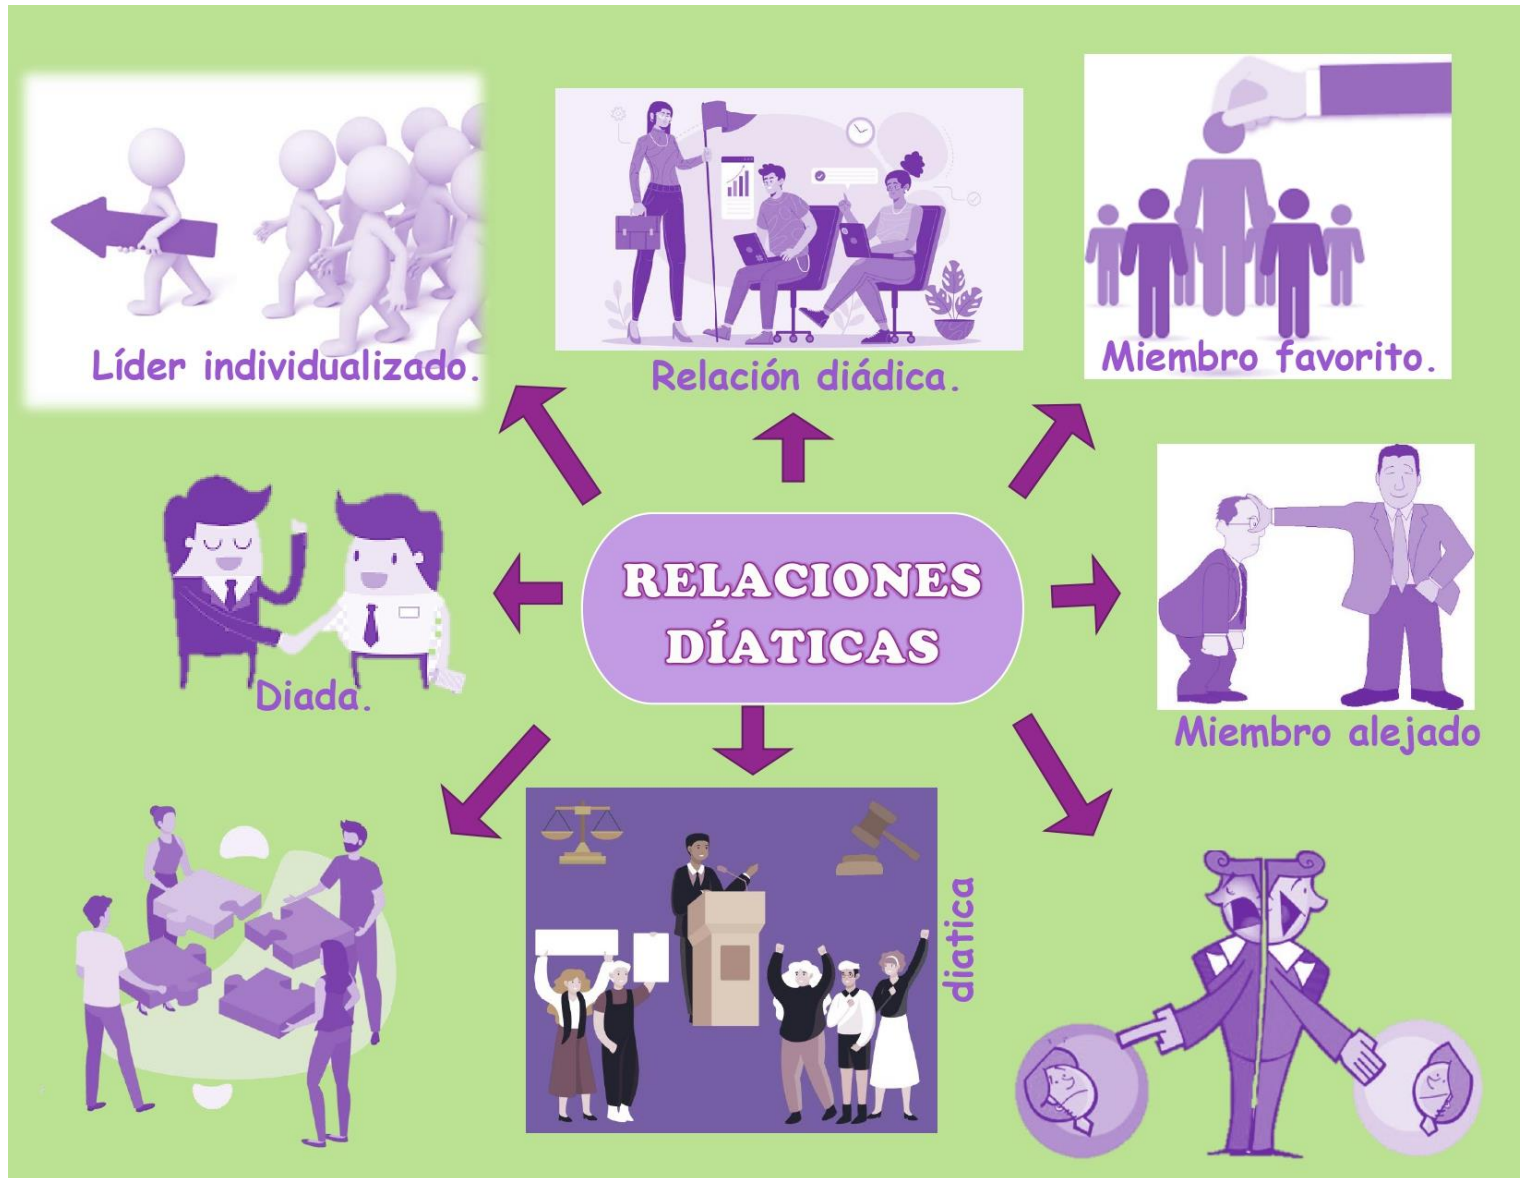 Líder individualizado.
Relación diádica.
Miembro favorito.
RELACIONES
DÍATICAS
Diada.
Miembro alejado
diatica